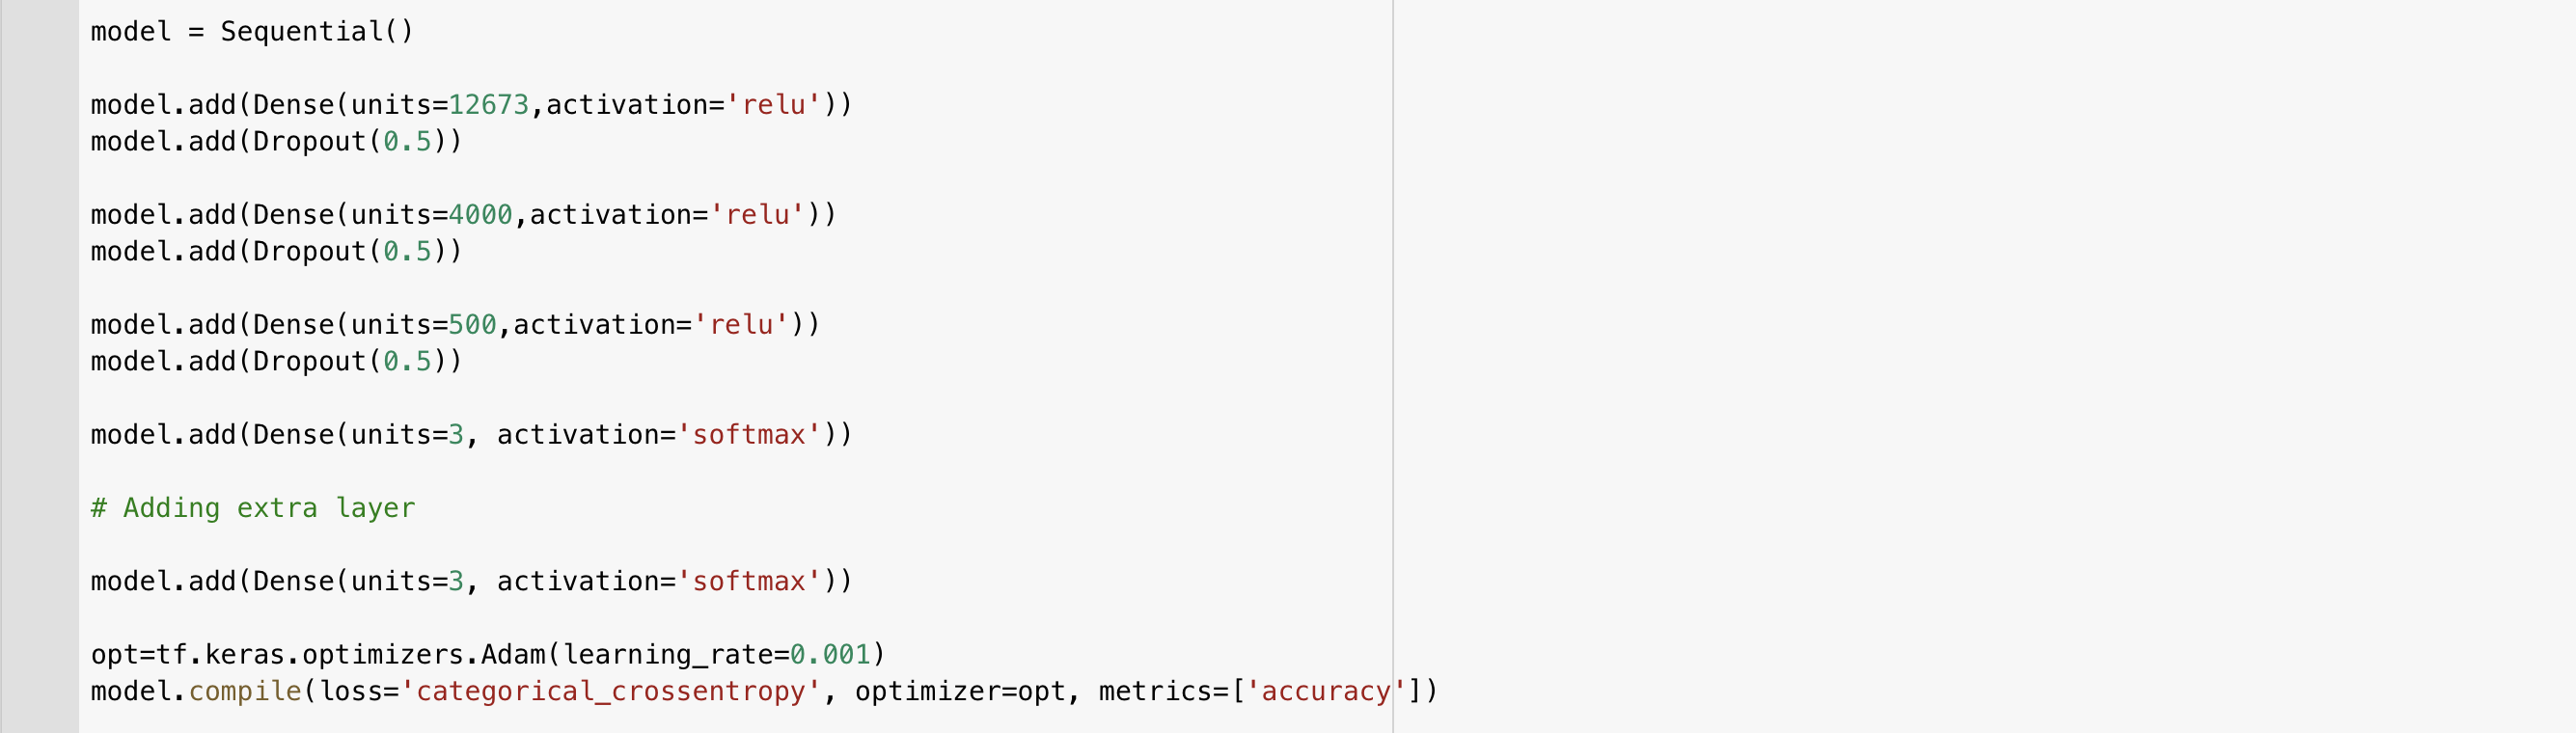 model = Sequential()
model.add(Dense(units=12673,activation='relu'))
model.add(Dropout(0.5))
model.add(Dense(units=4000,activation='relu'))
model.add(Dropout(0.5))
model.add(Dense(units=500,activation='relu'))
model.add(Dropout(0.5))
model.add(Dense(units=3, activation='softmax'))
# Adding extra layer
model.add(Dense(units=3, activation='softmax'))
opt=tf.keras.optimizers.Adam(learning_rate=0.001)
model.compile(loss='categorical_crossentropy', optimizer=opt, metrics=['accuracy'])